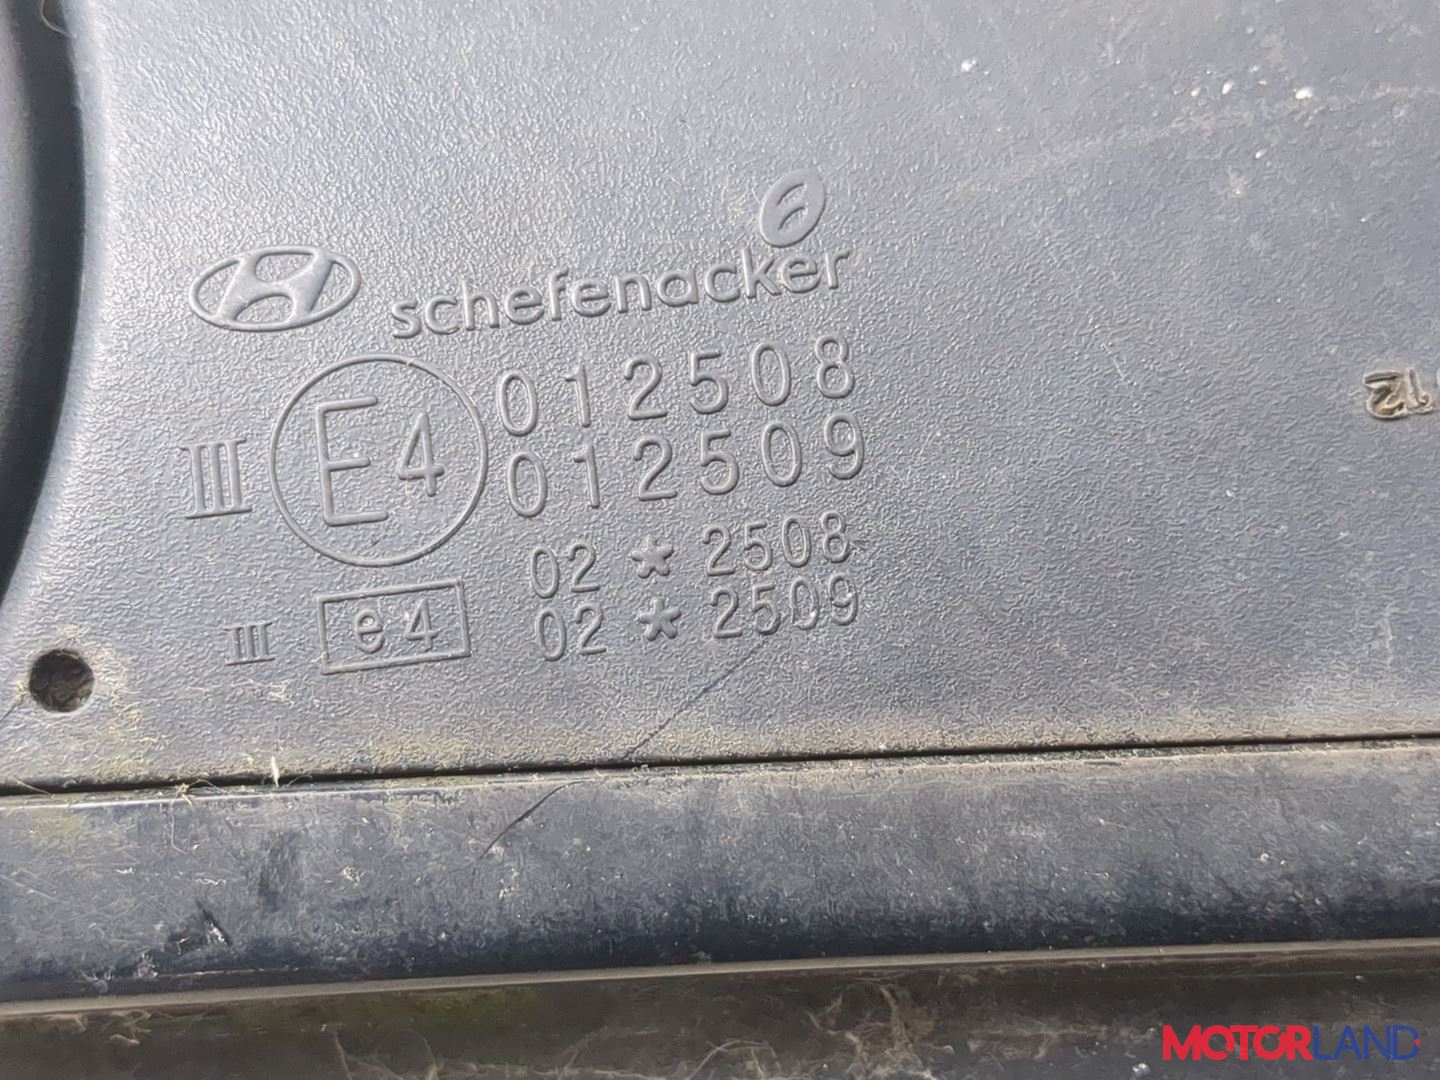 schefenacker
III E4 012508
012509
02 * 2508
III e4 02 * 2509
MOTORLAND